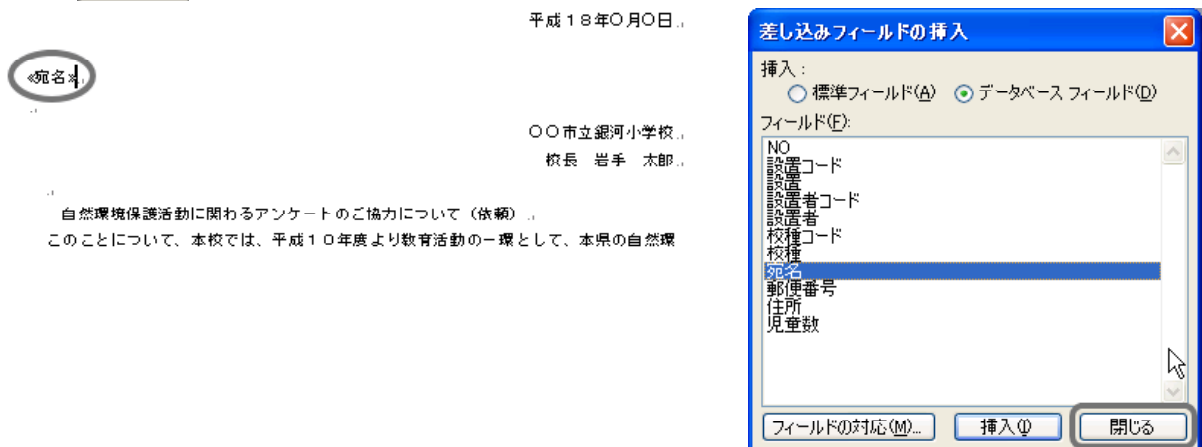 平成１８年〇月〇日
≪宛名≫
〇〇市立銀河小学校
校長　岩手　太郎
自然環境保護活動に関わるアンケートのご協力について（依頼）
このことについて、本校では、平成１０年度より教育活動の一環として、本県の自然環
差し込みフィールドの挿入
挿入：
標準フィールド(A)　データベース フィールド(D)
フィールド(F):
NO
設置コード
設置
設置者コード
設置者
校種コード
校種
宛名
郵便番号
住所
児童数
フィールドの対応(M)...　挿入(I)　閉じる